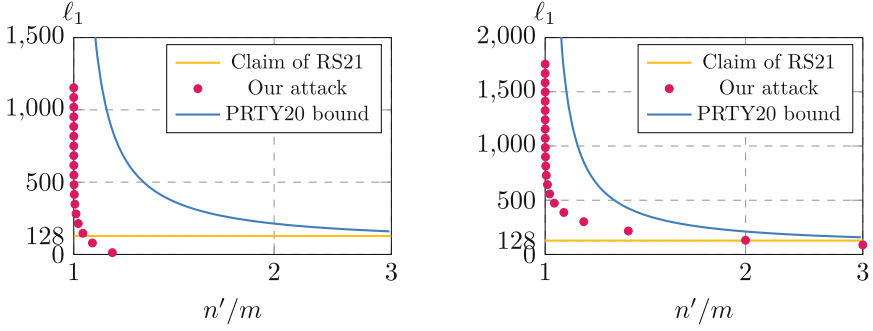 ℓ₁
1,500
1,000
500
128
0
1
2
3
n′/m
Claim of RS21
Our attack
PRTY20 bound
ℓ₁
2,000
1,500
1,000
500
128
0
1
2
3
n′/m
Claim of RS21
Our attack
PRTY20 bound